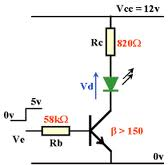 Vcc = 12v
Rc
820Ω
Vd
5v
0v
58kΩ
β > 150
Ve
Rb
0v